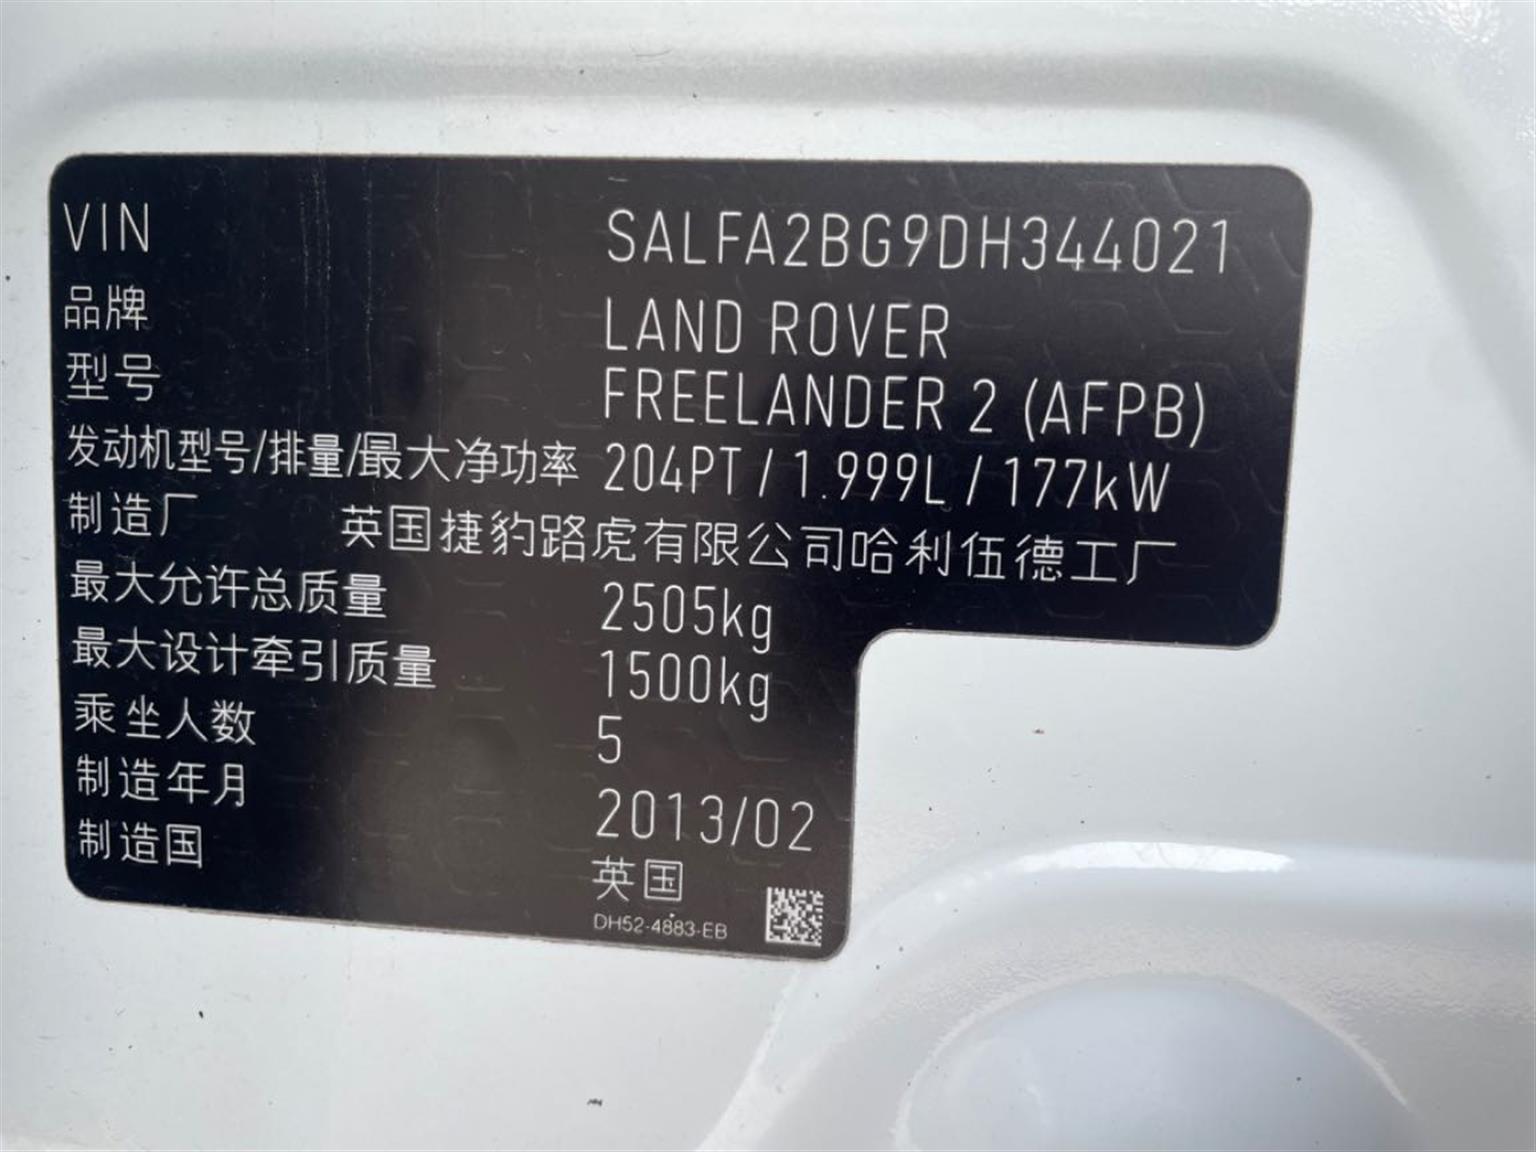 VIN SALFA2BG9DH344021
品牌 LAND ROVER
型号 FREELANDER 2 (AFPB)
发动机型号/排量/最大净功率 204PT / 1.999L / 177kW
制造厂 英国捷豹路虎有限公司哈利伍德工厂
最大允许总质量 2505kg
最大设计牵引质量 1500kg
乘坐人数 5
制造年月 2013/02
制造国 英国
DH52-4883-EB